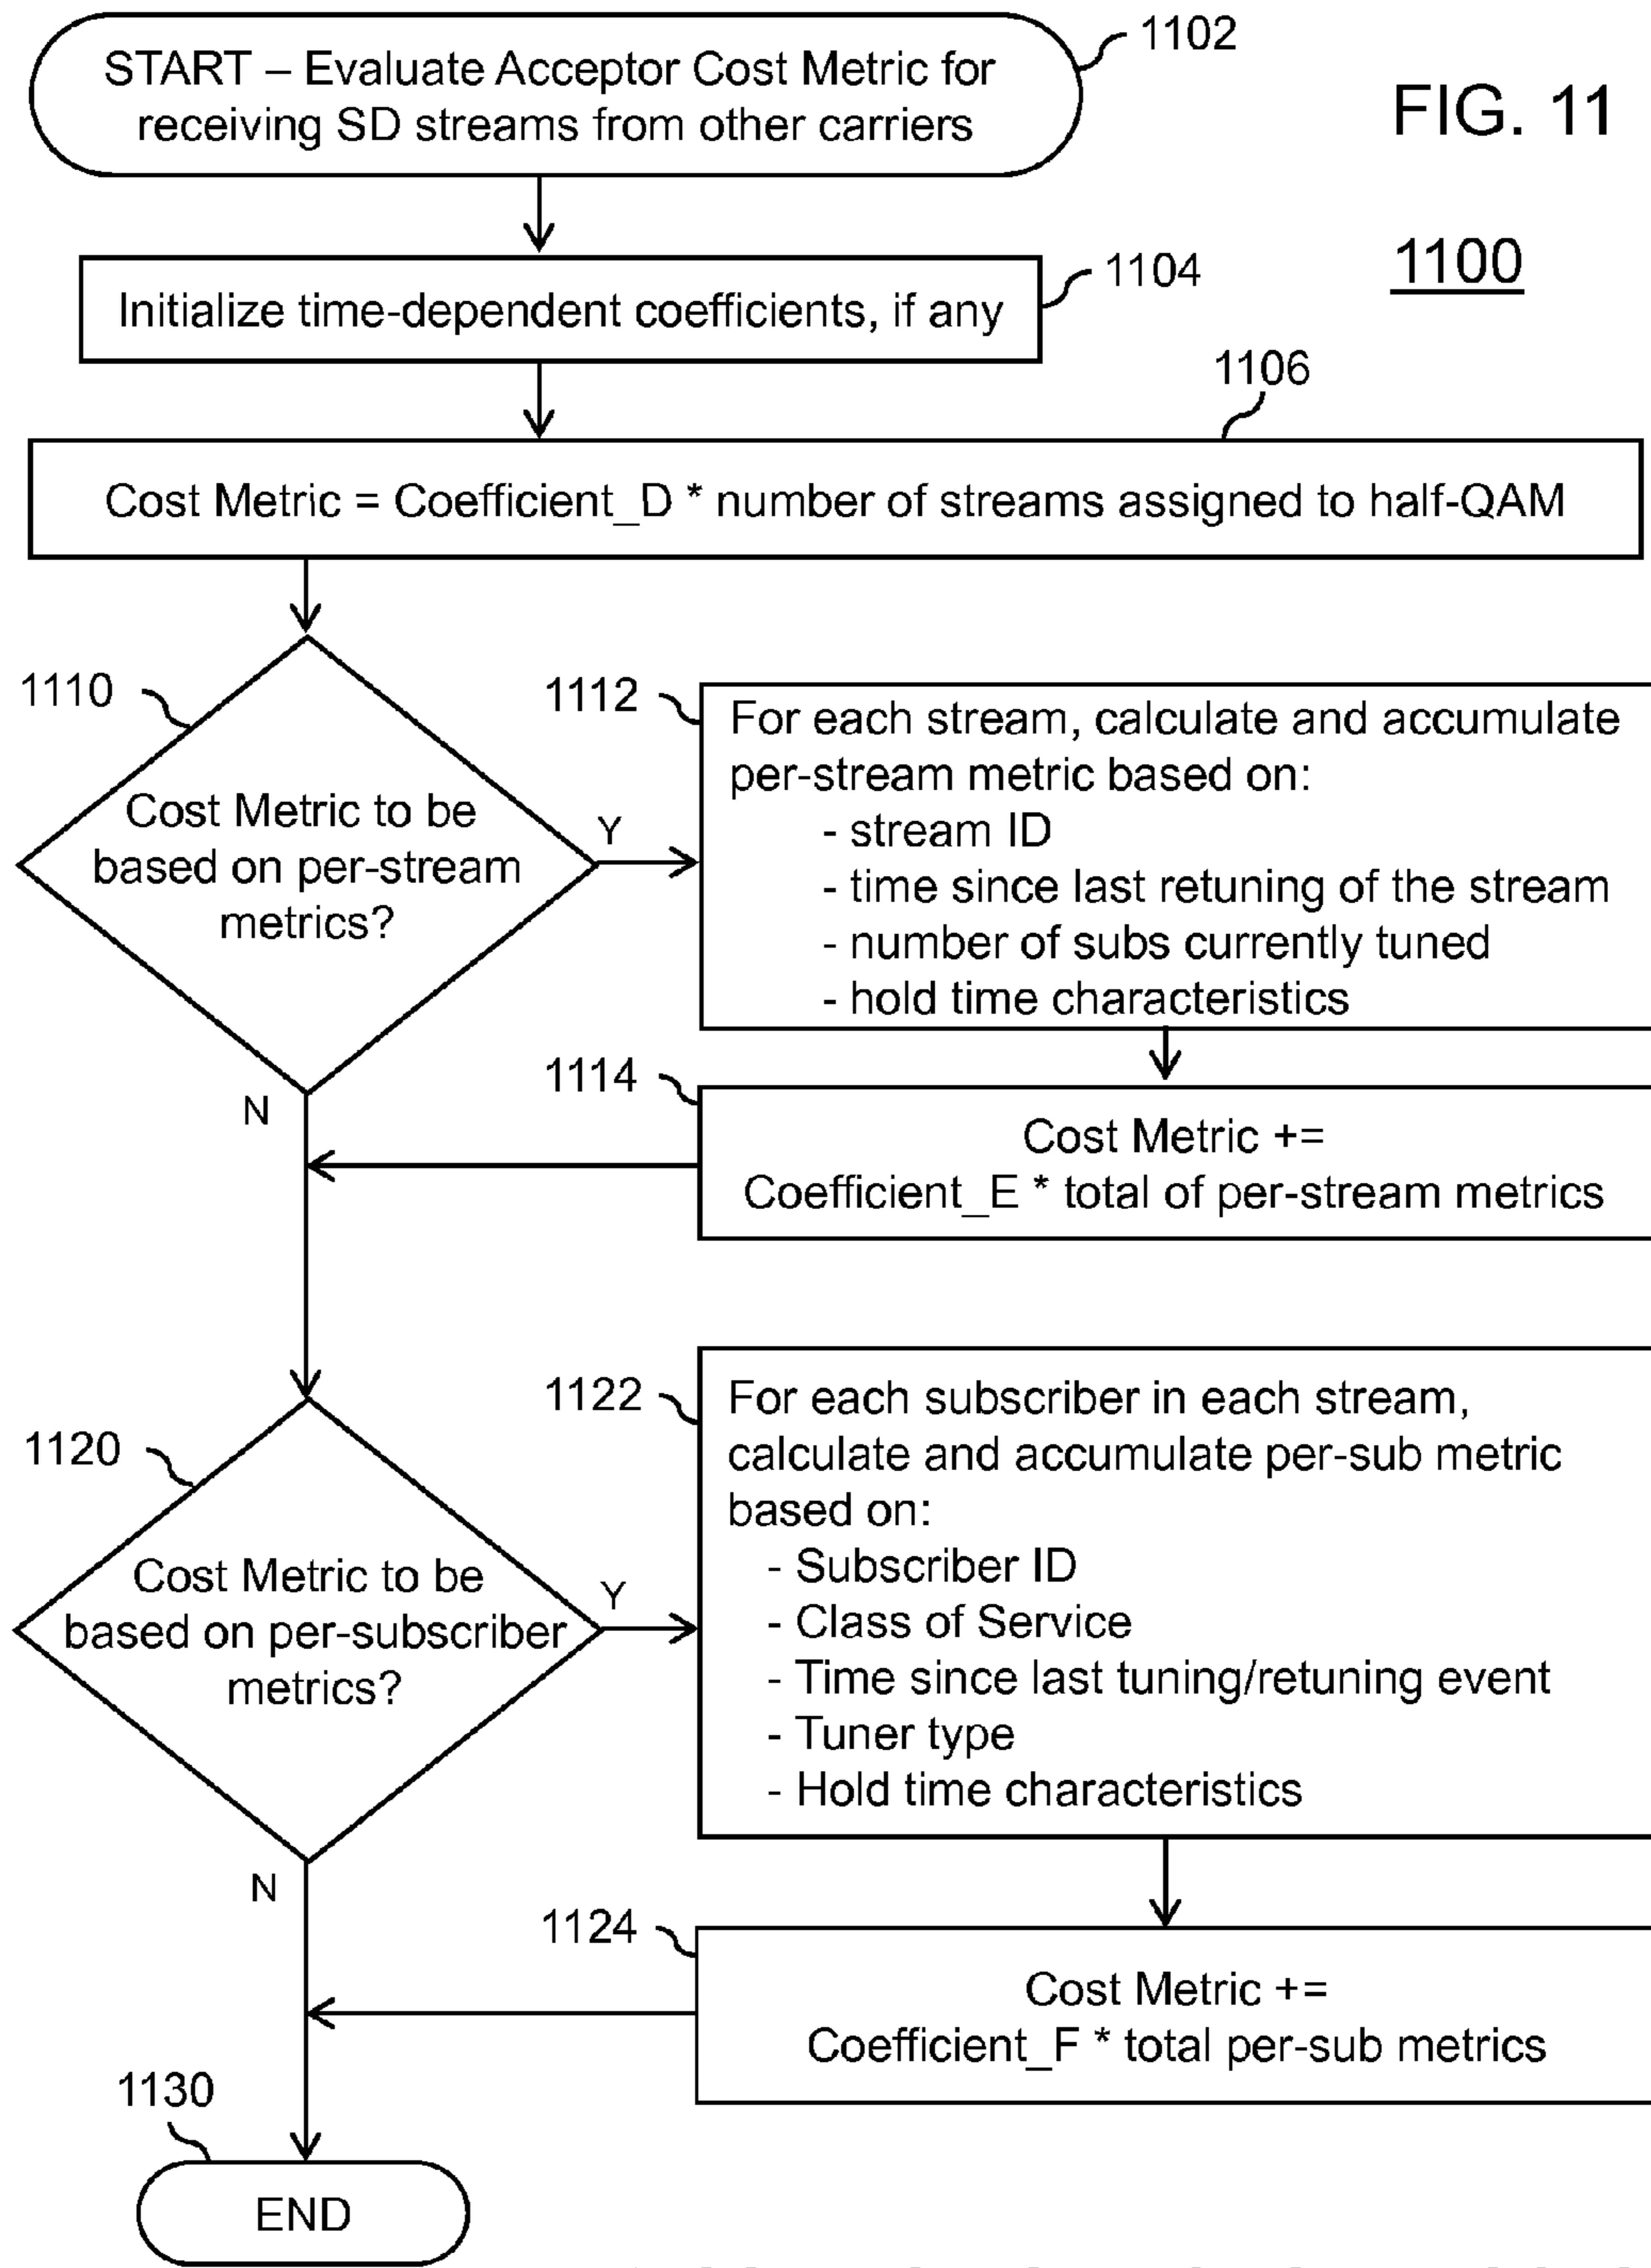 START – Evaluate Acceptor Cost Metric for
receiving SD streams from other carriers
1102
FIG. 11
1100
Initialize time-dependent coefficients, if any
1104
1106
Cost Metric = Coefficient_D * number of streams assigned to half-QAM
1110
Cost Metric to be
based on per-stream
metrics?
Y
N
1112
For each stream, calculate and accumulate
per-stream metric based on:
- stream ID
- time since last retuning of the stream
- number of subs currently tuned
- hold time characteristics
1114
Cost Metric +=
Coefficient_E * total of per-stream metrics
1120
Cost Metric to be
based on per-subscriber
metrics?
Y
N
1122
For each subscriber in each stream,
calculate and accumulate per-sub metric
based on:
- Subscriber ID
- Class of Service
- Time since last tuning/retuning event
- Tuner type
- Hold time characteristics
1124
Cost Metric +=
Coefficient_F * total per-sub metrics
1130
END